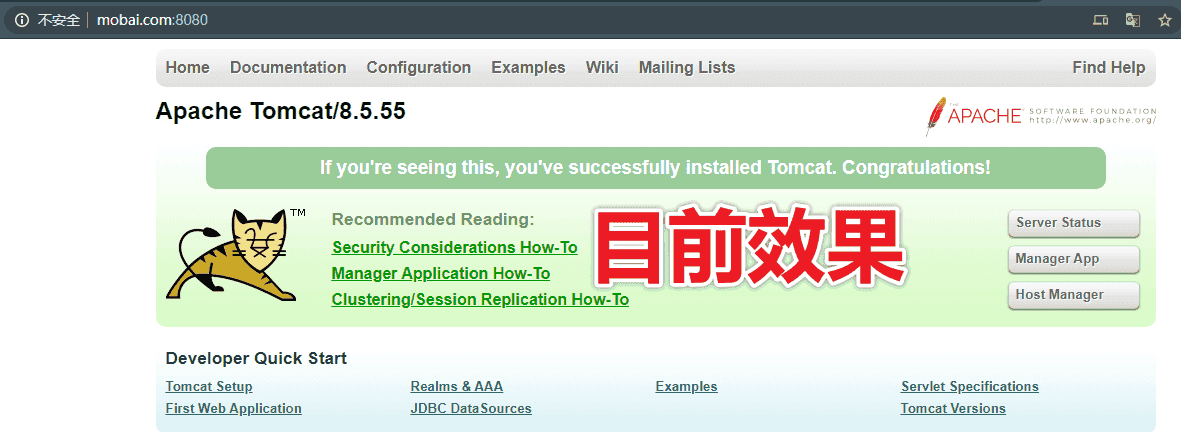 不安全 mobai.com:8080
Home Documentation Configuration Examples Wiki Mailing Lists Find Help
Apache Tomcat/8.5.55
THE APACHE SOFTWARE FOUNDATION
http://www.apache.org/
If you're seeing this, you've successfully installed Tomcat. Congratulations!
TM
Recommended Reading:
Security Considerations How-To
Manager Application How-To
Clustering/Session Replication How-To
目前效果
Server Status
Manager App
Host Manager
Developer Quick Start
Tomcat Setup Realms & AAA Examples Servlet Specifications
First Web Application JDBC DataSources Tomcat Versions